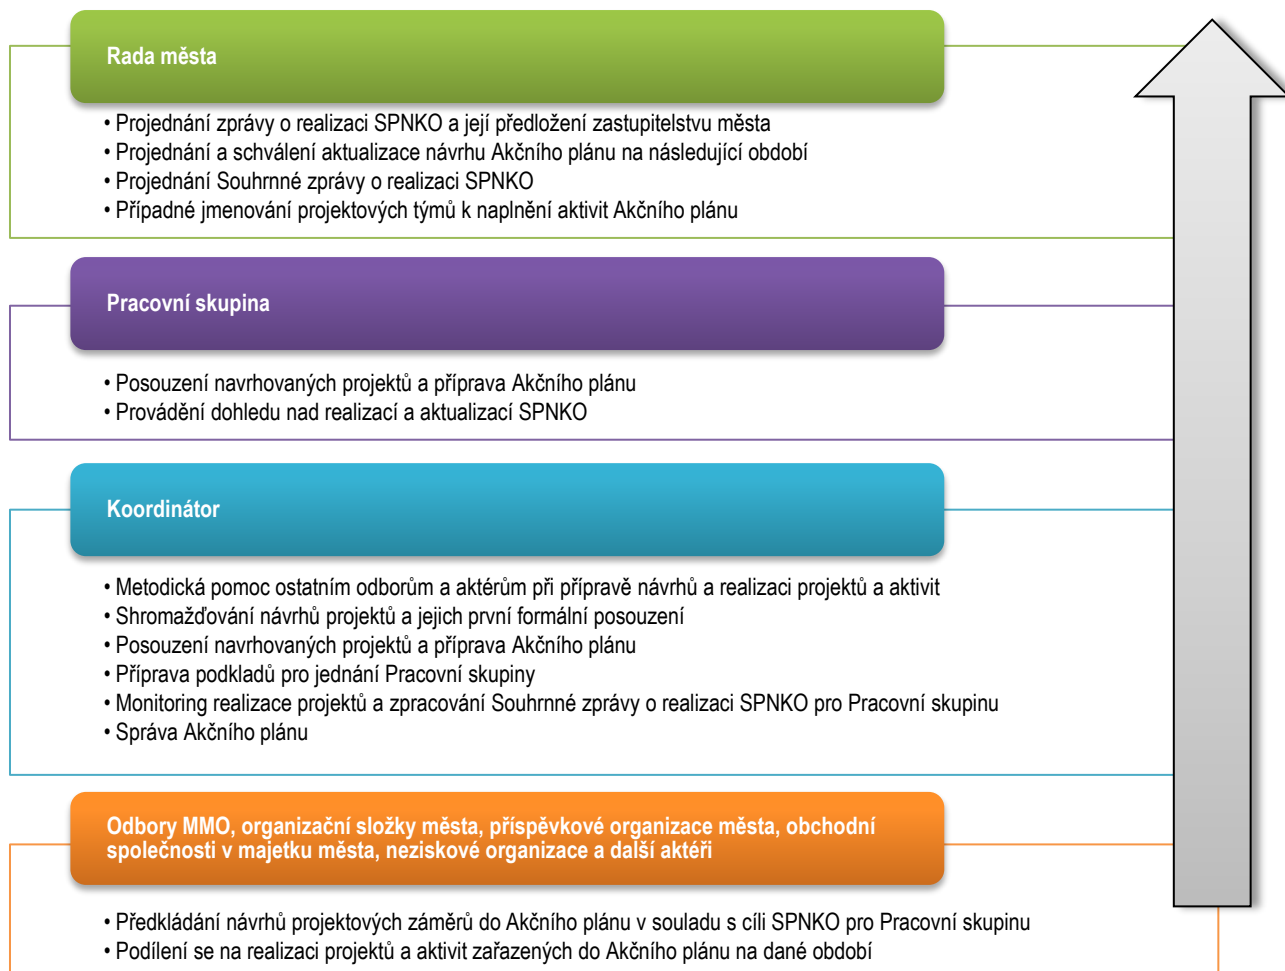 Rada města
• Projednání zprávy o realizaci SPNKO a její předložení zastupitelstvu města
• Projednání a schválení aktualizace návrhu Akčního plánu na následující období
• Projednání Souhrnné zprávy o realizaci SPNKO
• Případné jmenování projektových týmů k naplnění aktivit Akčního plánu
Pracovní skupina
• Posouzení navrhovaných projektů a příprava Akčního plánu
• Provádění dohledu nad realizací a aktualizací SPNKO
Koordinátor
• Metodická pomoc ostatním odborům a aktérům při přípravě návrhů a realizaci projektů a aktivit
• Shromažďování návrhů projektů a jejich první formální posouzení
• Posouzení navrhovaných projektů a příprava Akčního plánu
• Příprava podkladů pro jednání Pracovní skupiny
• Monitoring realizace projektů a zpracování Souhrnné zprávy o realizaci SPNKO pro Pracovní skupinu
• Správa Akčního plánu
Odbory MMO, organizační složky města, příspěvkové organizace města, obchodní
společnosti v majetku města, neziskové organizace a další aktéři
• Předkládání návrhů projektových záměrů do Akčního plánu v souladu s cíli SPNKO pro Pracovní skupinu
• Podílení se na realizaci projektů a aktivit zařazených do Akčního plánu na dané období